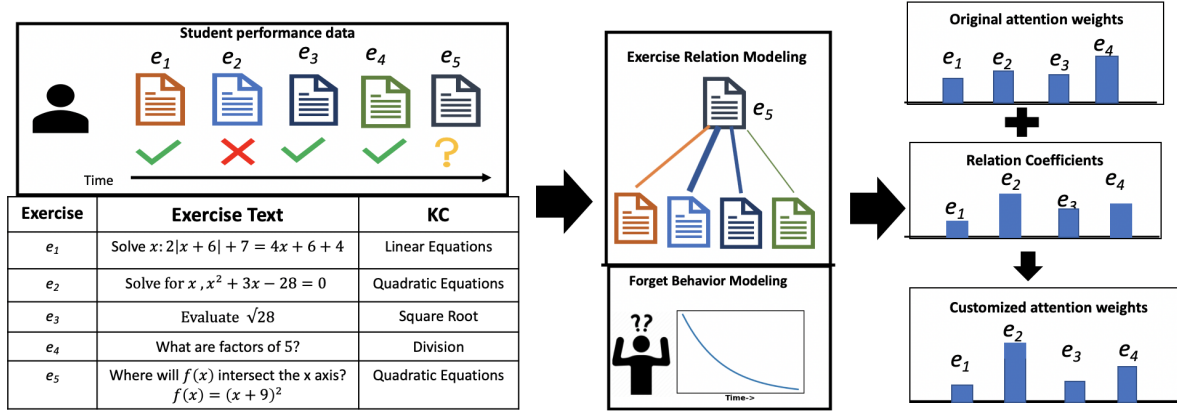 Student performance data
e1 e2 e3 e4 e5
?
Time
Exercise Exercise Text KC
e1 Solve x: 2|x + 6| + 7 = 4x + 6 + 4 Linear Equations
e2 Solve for x , x² + 3x − 28 = 0 Quadratic Equations
e3 Evaluate √28 Square Root
e4 What are factors of 5? Division
e5 Where will f(x) intersect the x axis? Quadratic Equations
f(x) = (x + 9)²
Exercise Relation Modeling
e5
Forget Behavior Modeling
??
Time->
Original attention weights
e1 e2 e3 e4
Relation Coefficients
e1 e2 e3 e4
Customized attention weights
e1 e2 e3 e4